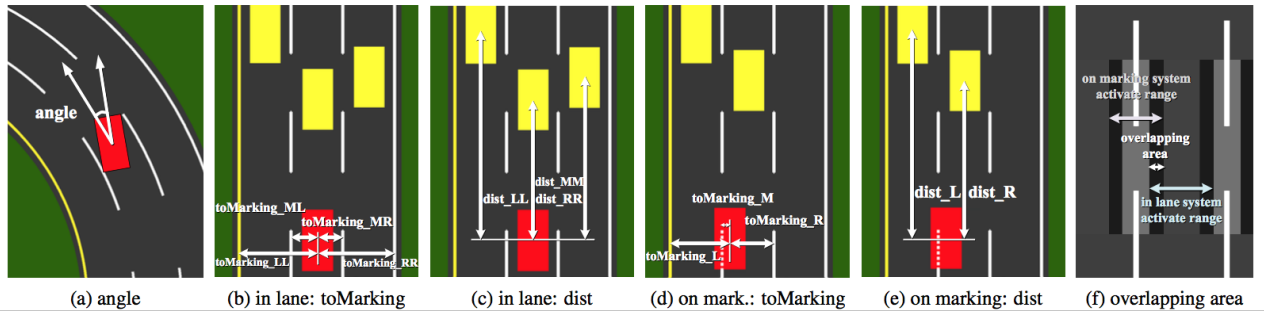 angle
(a) angle
toMarking_ML
toMarking_MR
toMarking_LL
toMarking_RR
(b) in lane: toMarking
dist_MM
dist_LL
dist_RR
(c) in lane: dist
toMarking_M
toMarking_R
toMarking_L
(d) on mark.: toMarking
dist_L
dist_R
(e) on marking: dist
on marking system
activate range
overlapping
area
in lane system
activate range
(f) overlapping area